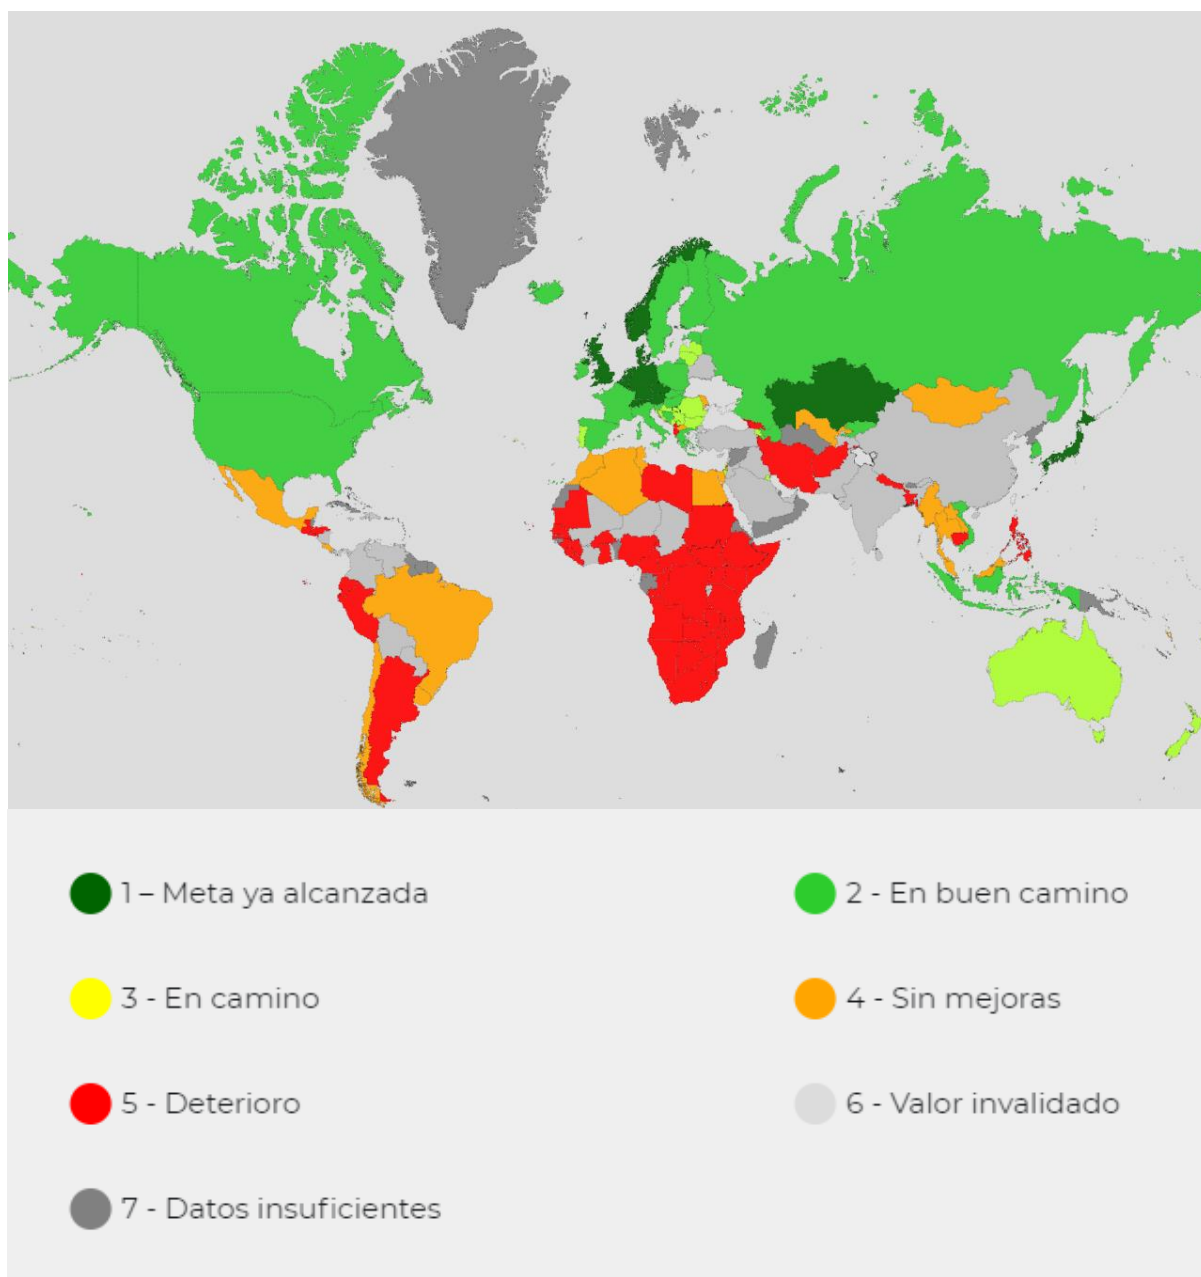 1 – Meta ya alcanzada
2 - En buen camino
3 - En camino
4 - Sin mejoras
5 - Deterioro
6 - Valor invalidado
7 - Datos insuficientes